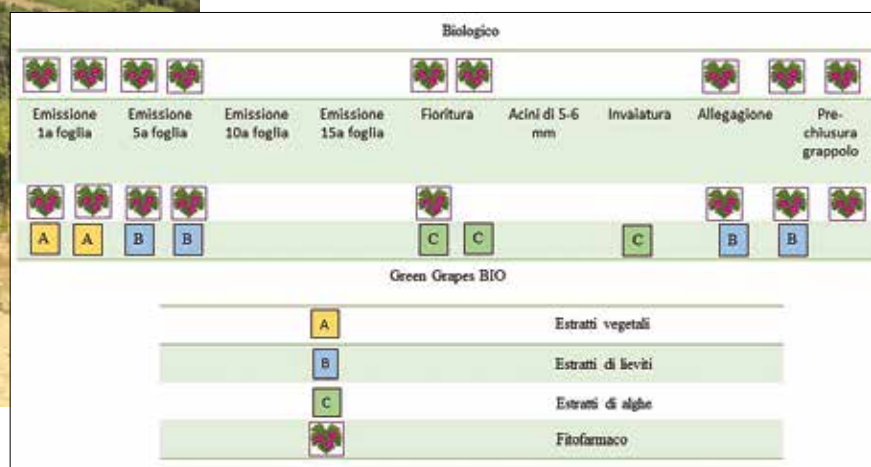 Biologico
Emissione 1a foglia
Emissione 5a foglia
Emissione 10a foglia
Emissione 15a foglia
Fioritura
Acini di 5-6 mm
Invaiatura
Allegagione
Pre-chiusura grappolo
A A B B C C C B B
Green Grapes BIO
A Estratti vegetali
B Estratti di lieviti
C Estratti di alghe
Fitofarmaco